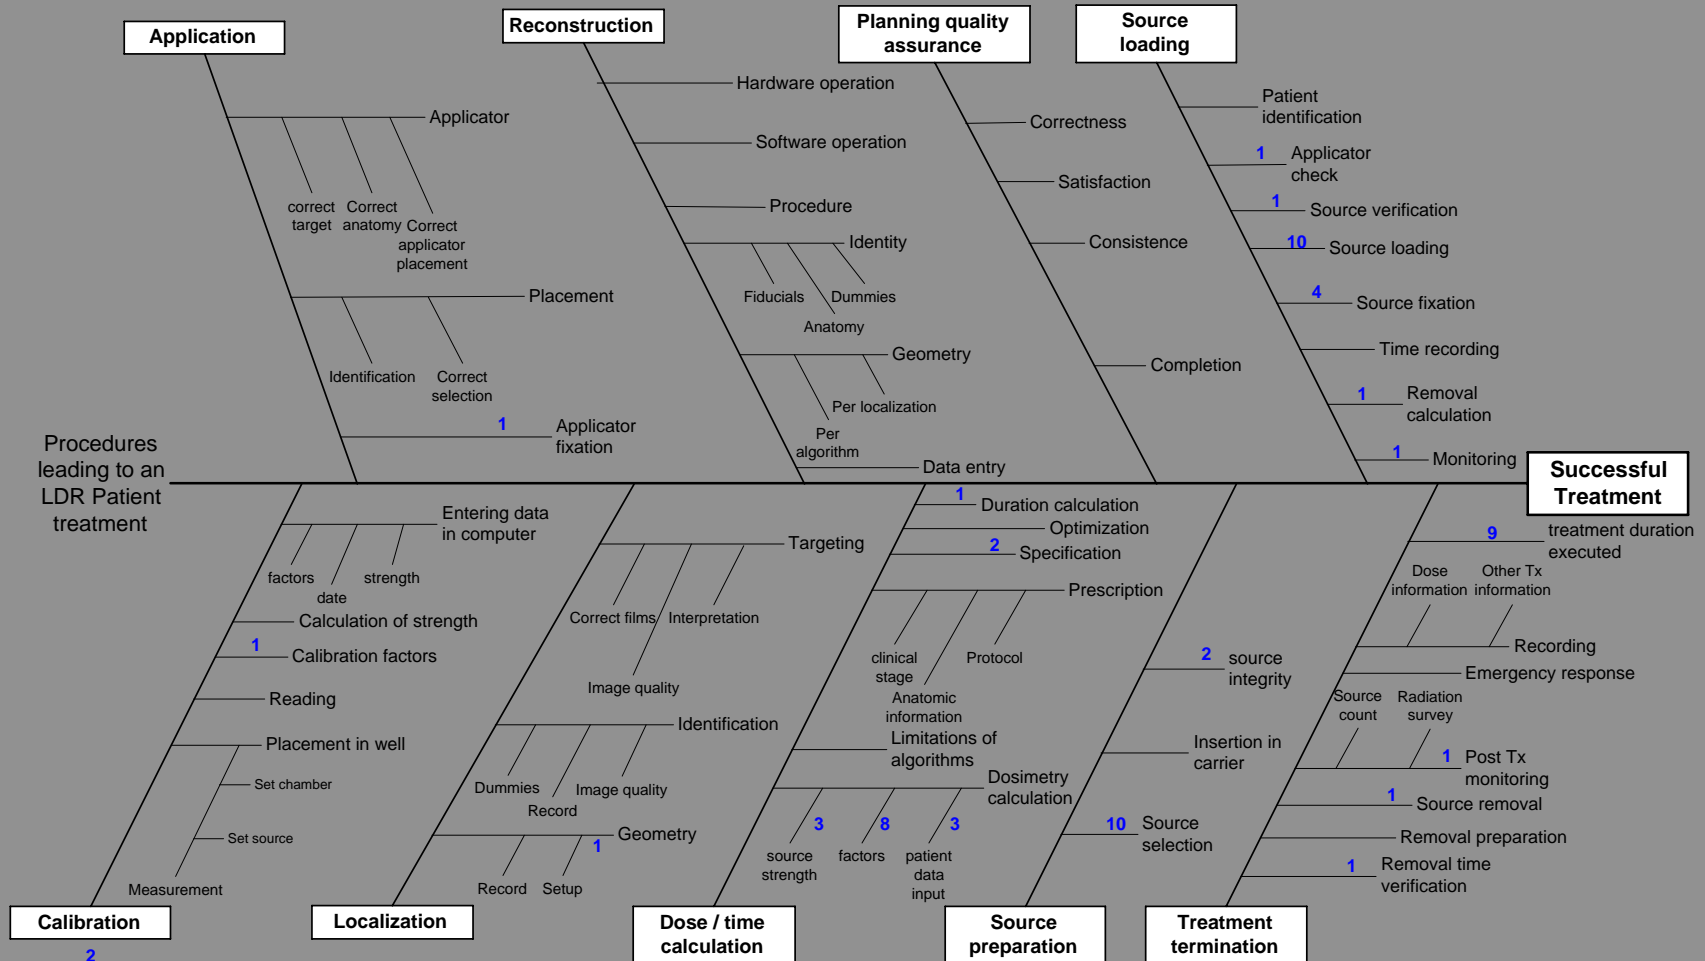 Application
Reconstruction
Planning quality
assurance
Source
loading
Applicator
correct
target
Correct
anatomy
Correct
applicator
placement
Placement
Identification
Correct
selection
1
Applicator
fixation
Hardware operation
Software operation
Procedure
Identity
Fiducials
Dummies
Anatomy
Geometry
Per localization
Per
algorithm
Data entry
Correctness
Satisfaction
Consistence
Completion
Patient
identification
1
Applicator
check
1
Source verification
10
Source loading
4
Source fixation
Time recording
1
Removal
calculation
1
Monitoring
Procedures
leading to an
LDR Patient
treatment
Successful
Treatment
Entering data
in computer
factors
date
strength
Calculation of strength
1
Calibration factors
Reading
Placement in well
Set chamber
Set source
Measurement
Calibration
2
Targeting
Correct films
Interpretation
Image quality
Identification
Dummies
Record
Image quality
Geometry
1
Record
Setup
Localization
1
Duration calculation
Optimization
2
Specification
Prescription
clinical
stage
Protocol
Anatomic
information
Limitations of
algorithms
Dosimetry
calculation
3
8
3
source
strength
factors
patient
data
input
Dose / time
calculation
2
source
integrity
Insertion in
carrier
10
Source
selection
Source
preparation
9
treatment duration
executed
Dose
information
Other Tx
information
Recording
Emergency response
Source
count
Radiation
survey
1
Post Tx
monitoring
1
Source removal
Removal preparation
1
Removal time
verification
Treatment
termination